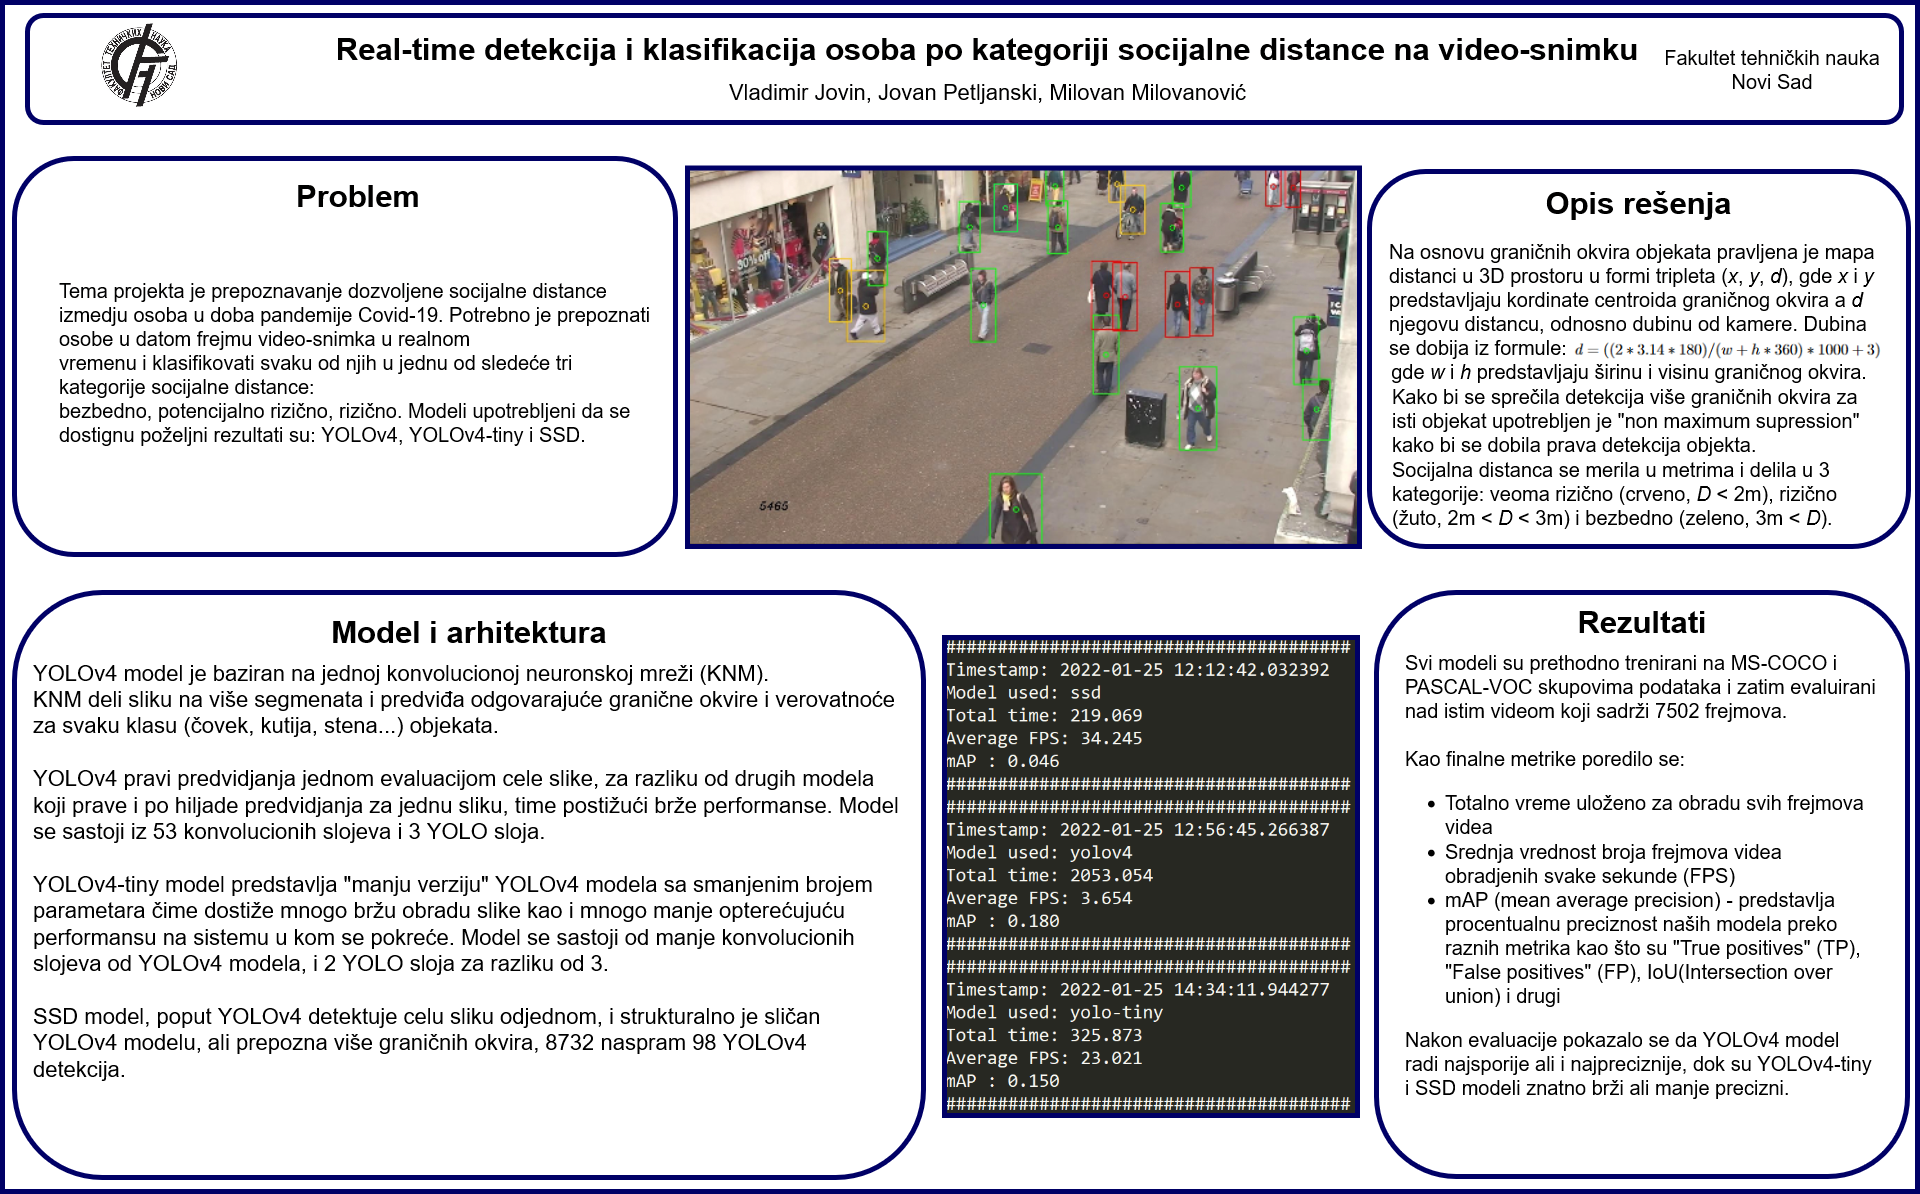 ФАКУЛТЕТ ТЕХНИЧКИХ НАУКА
НОВИ САД
Real-time detekcija i klasifikacija osoba po kategoriji socijalne distance na video-snimku
Vladimir Jovin, Jovan Petljanski, Milovan Milovanović
Fakultet tehničkih nauka
Novi Sad
Problem
Tema projekta je prepoznavanje dozvoljene socijalne distance
izmedju osoba u doba pandemije Covid-19. Potrebno je prepoznati
osobe u datom frejmu video-snimka u realnom
vremenu i klasifikovati svaku od njih u jednu od sledeće tri
kategorije socijalne distance:
bezbedno, potencijalno rizično, rizično. Modeli upotrebljeni da se
dostignu poželjni rezultati su: YOLOv4, YOLOv4-tiny i SSD.
30% off
5465
Opis rešenja
Na osnovu graničnih okvira objekata pravljena je mapa
distanci u 3D prostoru u formi tripleta (x, y, d), gde x i y
predstavljaju kordinate centroida graničnog okvira a d
njegovu distancu, odnosno dubinu od kamere. Dubina
se dobija iz formule: d = ((2 * 3.14 * 180)/(w + h * 360) * 1000 + 3)
gde w i h predstavljaju širinu i visinu graničnog okvira.
Kako bi se sprečila detekcija više graničnih okvira za
isti objekat upotrebljen je "non maximum supression"
kako bi se dobila prava detekcija objekta.
Socijalna distanca se merila u metrima i delila u 3
kategorije: veoma rizično (crveno, D < 2m), rizično
(žuto, 2m < D < 3m) i bezbedno (zeleno, 3m < D).
Model i arhitektura
YOLOv4 model je baziran na jednoj konvolucionoj neuronskoj mreži (KNM).
KNM deli sliku na više segmenata i predviđa odgovarajuće granične okvire i verovatnoće
za svaku klasu (čovek, kutija, stena...) objekata.
YOLOv4 pravi predvidjanja jednom evaluacijom cele slike, za razliku od drugih modela
koji prave i po hiljade predvidjanja za jednu sliku, time postižući brže performanse. Model
se sastoji iz 53 konvolucionih slojeva i 3 YOLO sloja.
YOLOv4-tiny model predstavlja "manju verziju" YOLOv4 modela sa smanjenim brojem
parametara čime dostiže mnogo bržu obradu slike kao i mnogo manje opterećujuću
performansu na sistemu u kom se pokreće. Model se sastoji od manje konvolucionih
slojeva od YOLOv4 modela, i 2 YOLO sloja za razliku od 3.
SSD model, poput YOLOv4 detektuje celu sliku odjednom, i strukturalno je sličan
YOLOv4 modelu, ali prepozna više graničnih okvira, 8732 naspram 98 YOLOv4
detekcija.
#######################################
Timestamp: 2022-01-25 12:12:42.032392
Model used: ssd
Total time: 219.069
Average FPS: 34.245
mAP : 0.046
#######################################
#######################################
Timestamp: 2022-01-25 12:56:45.266387
Model used: yolov4
Total time: 2053.054
Average FPS: 3.654
mAP : 0.180
#######################################
#######################################
Timestamp: 2022-01-25 14:34:11.944277
Model used: yolo-tiny
Total time: 325.873
Average FPS: 23.021
mAP : 0.150
#######################################
Rezultati
Svi modeli su prethodno trenirani na MS-COCO i
PASCAL-VOC skupovima podataka i zatim evaluirani
nad istim videom koji sadrži 7502 frejmova.
Kao finalne metrike poredilo se:
• Totalno vreme uloženo za obradu svih frejmova
videa
• Srednja vrednost broja frejmova videa
obradjenih svake sekunde (FPS)
• mAP (mean average precision) - predstavlja
procentualnu preciznost naših modela preko
raznih metrika kao što su "True positives" (TP),
"False positives" (FP), IoU(Intersection over
union) i drugi
Nakon evaluacije pokazalo se da YOLOv4 model
radi najsporije ali i najpreciznije, dok su YOLOv4-tiny
i SSD modeli znatno brži ali manje precizni.